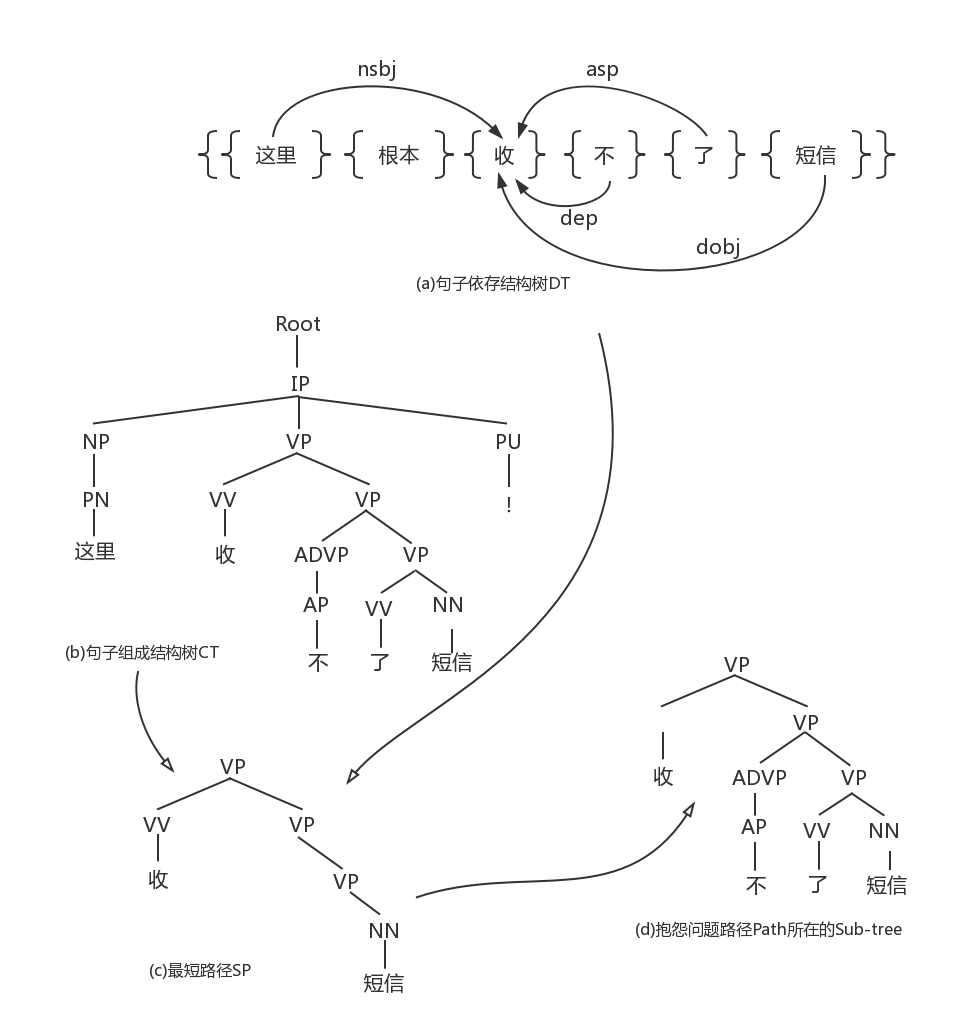 nsbj asp
{ { 这里 } { 根本 } { 收 } { 不 } { 了 } { 短信 } }
dep
dobj
(a)句子依存结构树DT
Root
IP
NP VP PU
PN VV VP !
这里 收 ADVP VP
AP VV NN
不 了 短信
(b)句子组成结构树CT
VP
VV VP
收 VP
NN
短信
(c)最短路径SP
VP
VP
收 ADVP VP
AP VV NN
不 了 短信
(d)抱怨问题路径Path所在的Sub-tree